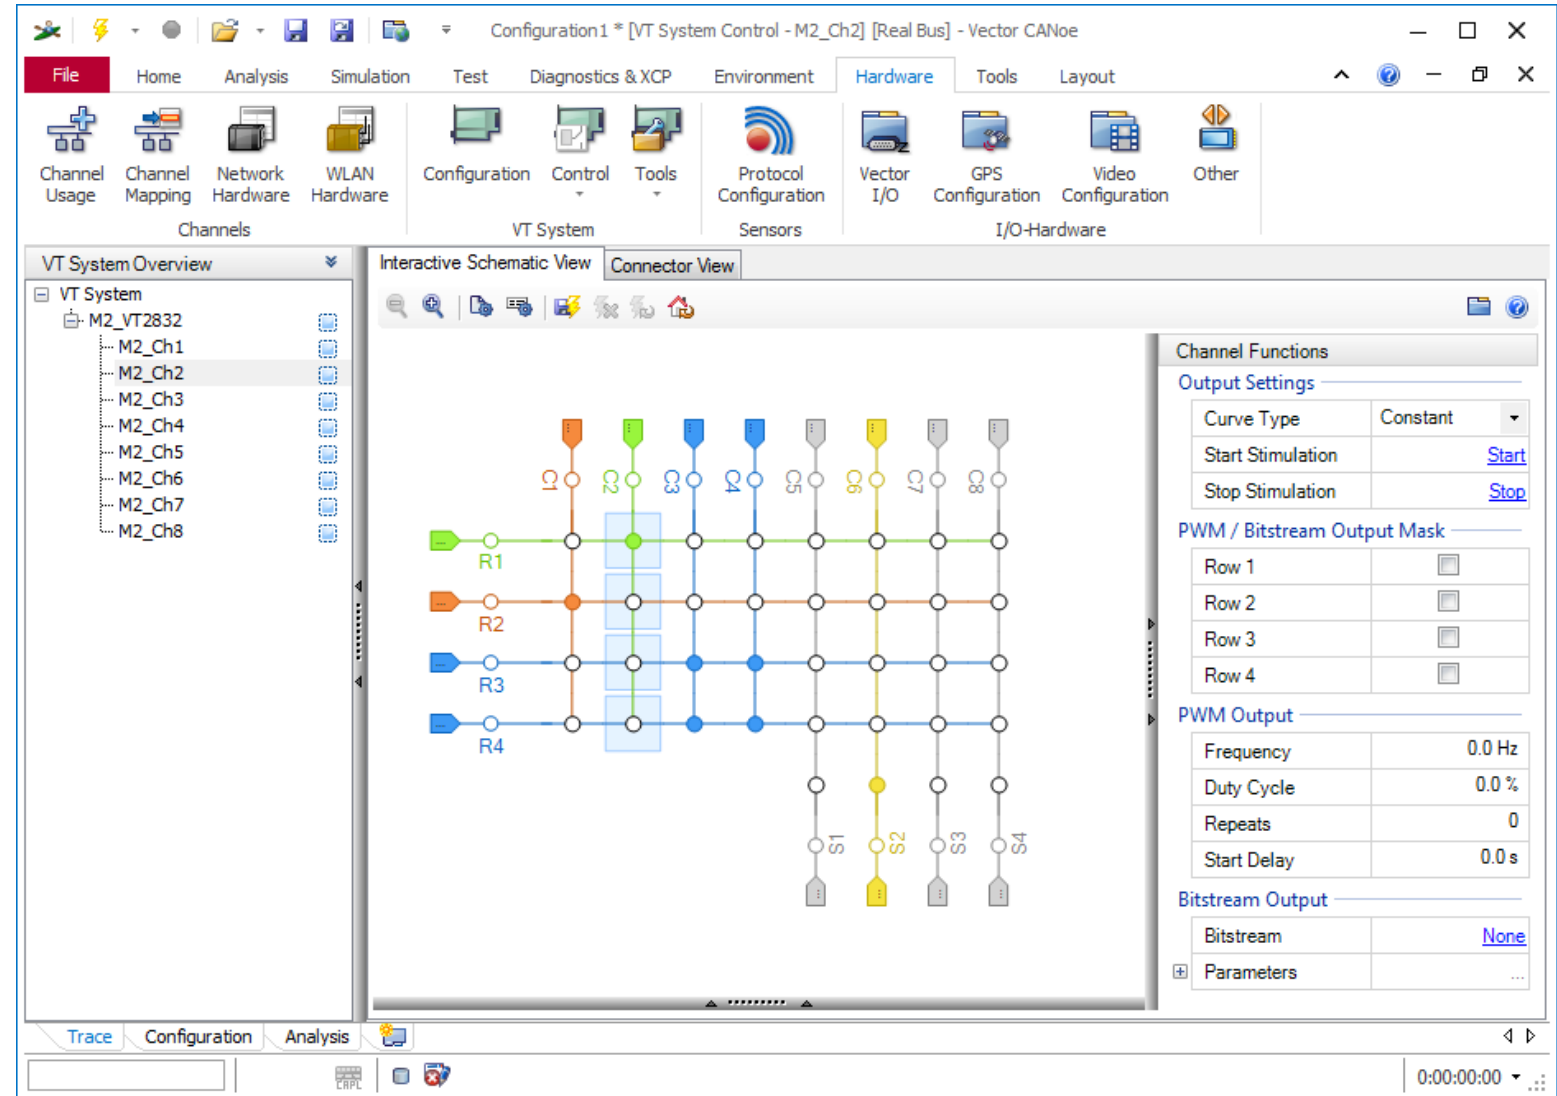 Configuration1 * [VT System Control - M2_Ch2] [Real Bus] - Vector CANoe
File Home Analysis Simulation Test Diagnostics & XCP Environment Hardware Tools Layout
Channel Usage
Channel Mapping
Network Hardware
WLAN Hardware
Configuration
Control
Tools
Protocol Configuration
Vector I/O
GPS Configuration
Video Configuration
Other
Channels VT System Sensors I/O-Hardware
VT System Overview
VT System
M2_VT2832
M2_Ch1
M2_Ch2
M2_Ch3
M2_Ch4
M2_Ch5
M2_Ch6
M2_Ch7
M2_Ch8
Interactive Schematic View Connector View
C1 C2 C3 C4 C5 C6 C7 C8
R1
R2
R3
R4
S1 S2 S3 S4
Channel Functions
Output Settings
Curve Type Constant
Start Stimulation Start
Stop Stimulation Stop
PWM / Bitstream Output Mask
Row 1
Row 2
Row 3
Row 4
PWM Output
Frequency 0.0 Hz
Duty Cycle 0.0 %
Repeats 0
Start Delay 0.0 s
Bitstream Output
Bitstream None
Parameters ...
Trace Configuration Analysis
CAPL
0:00:00:00